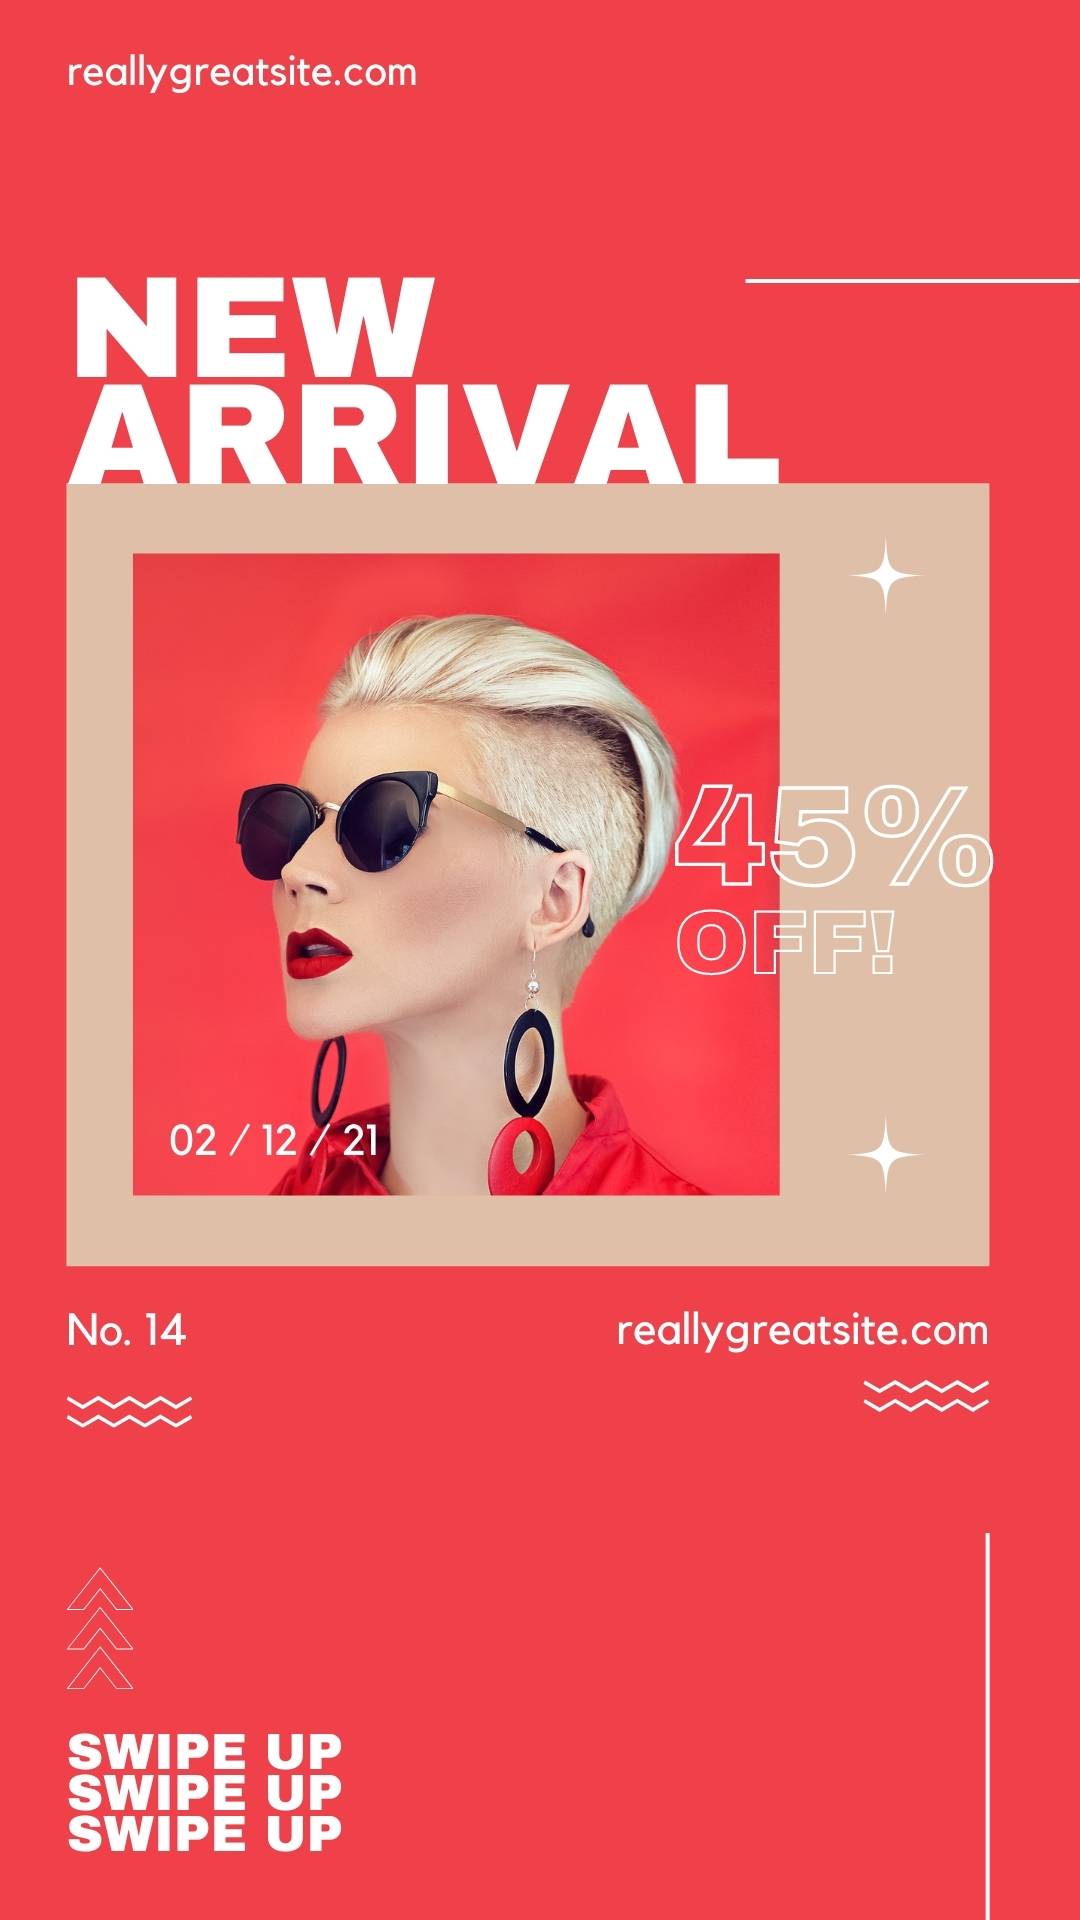 reallygreatsite.com
NEW
ARRIVAL
45%
OFF!
02 / 12 / 21
No. 14
reallygreatsite.com
SWIPE UP
SWIPE UP
SWIPE UP